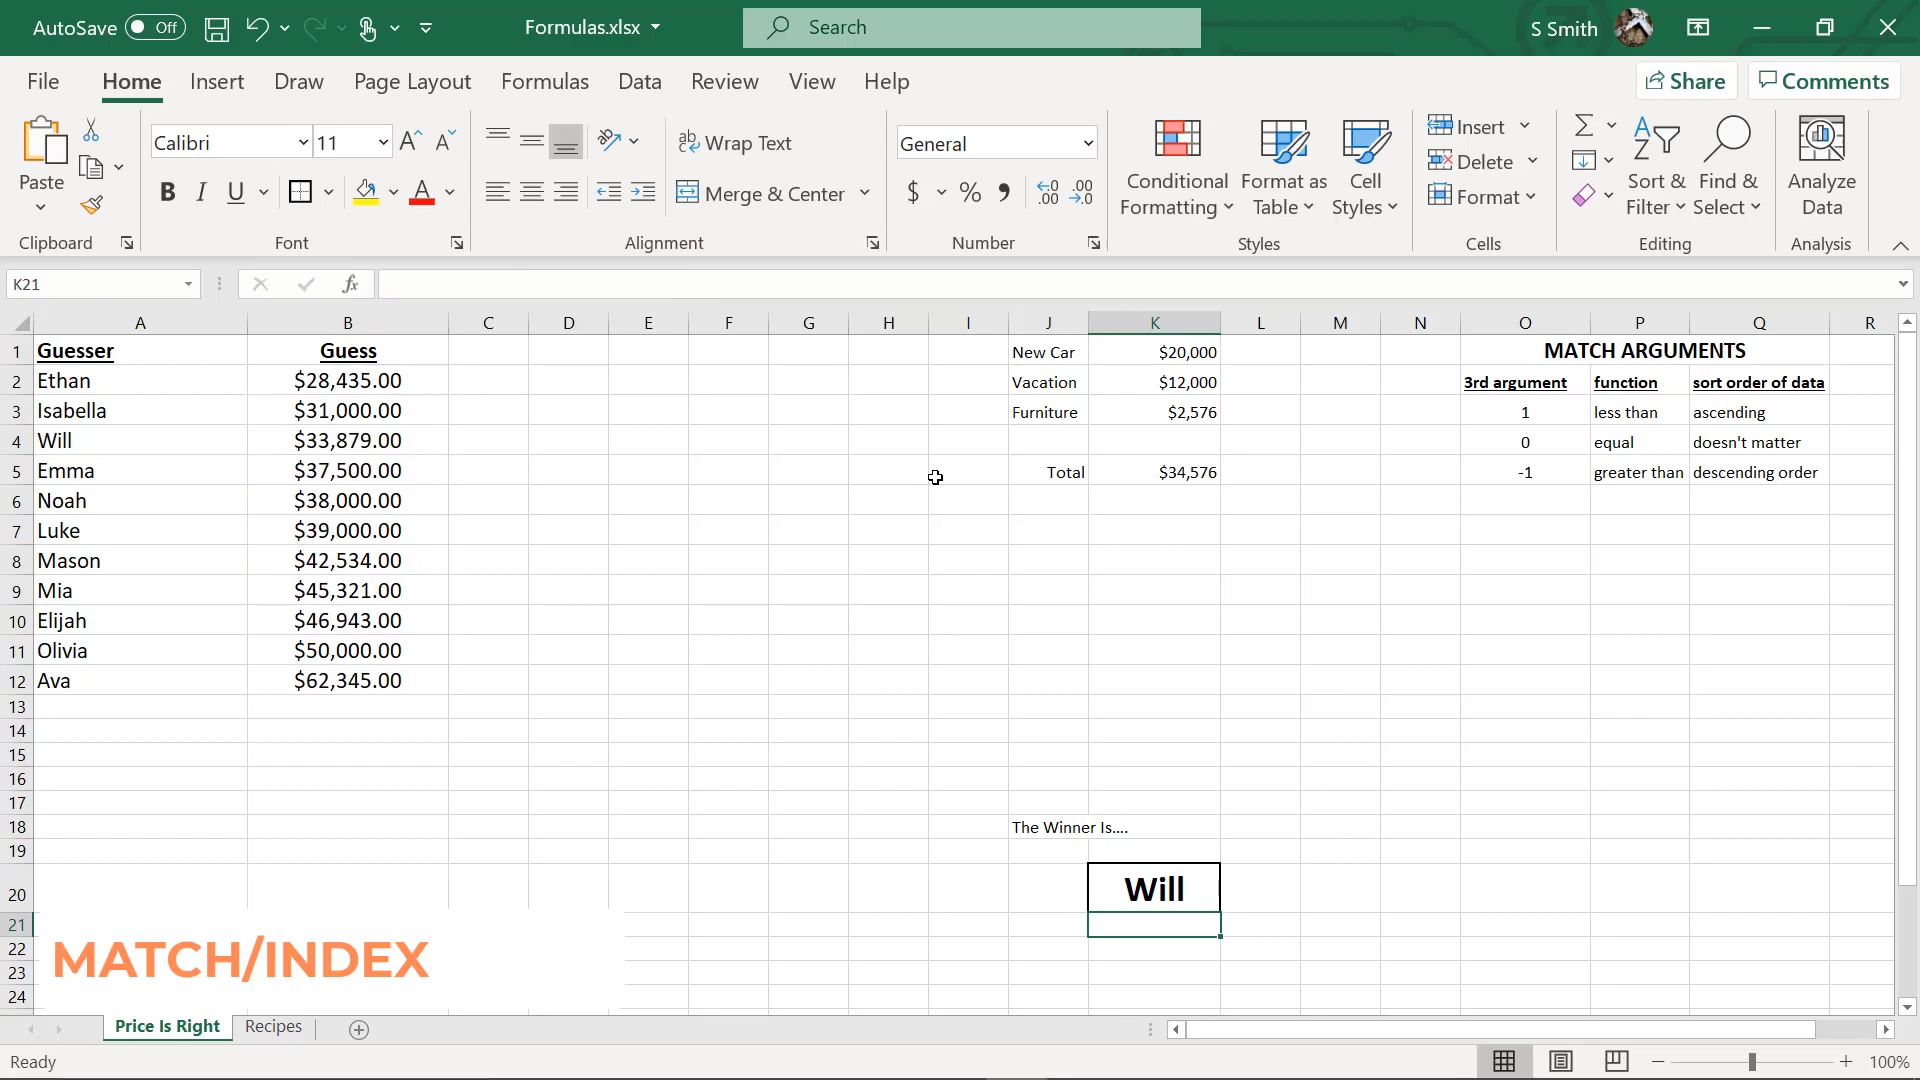 AutoSave Off Formulas.xlsx Search S Smith
File Home Insert Draw Page Layout Formulas Data Review View Help Share Comments
Calibri 11 ab Wrap Text General Insert
Paste B I U A Merge & Center $ % Conditional Formatting Format as Table Cell Styles Delete Format Sort & Filter Find & Select Analyze Data
Clipboard Font Alignment Number Styles Cells Editing Analysis
K21 fx
A B C D E F G H I J K L M N O P Q R
1 Guesser Guess New Car $20,000 MATCH ARGUMENTS
2 Ethan $28,435.00 Vacation $12,000 3rd argument function sort order of data
3 Isabella $31,000.00 Furniture $2,576 1 less than ascending
4 Will $33,879.00 0 equal doesn't matter
5 Emma $37,500.00 Total $34,576 -1 greater than descending order
6 Noah $38,000.00
7 Luke $39,000.00
8 Mason $42,534.00
9 Mia $45,321.00
10 Elijah $46,943.00
11 Olivia $50,000.00
12 Ava $62,345.00
13
14
15
16
17
18 The Winner Is....
19
20 Will
21
22 MATCH/INDEX
23
24
Price Is Right Recipes
Ready 100%